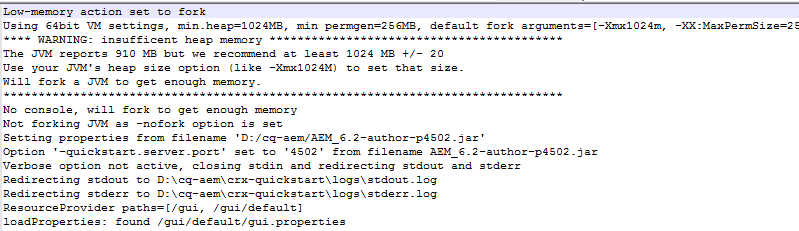 Low-memory action set to fork
Using 64bit VM settings, min.heap=1024MB, min permgen=256MB, default fork arguments=[-Xmx1024m, -XX:MaxPermSize=25
**** WARNING: insufficent heap memory *****************************************
The JVM reports 910 MB but we recommend at least 1024 MB +/- 20
Use your JVM's heap size option (like -Xmx1024M) to set that size.
Will fork a JVM to get enough memory.
*******************************************************************************
No console, will fork to get enough memory
Not forking JVM as -nofork option is set
Setting properties from filename 'D:/cq-aem/AEM_6.2-author-p4502.jar'
Option '-quickstart.server.port' set to '4502' from filename AEM_6.2-author-p4502.jar
Verbose option not active, closing stdin and redirecting stdout and stderr
Redirecting stdout to D:\cq-aem\crx-quickstart\logs\stdout.log
Redirecting stderr to D:\cq-aem\crx-quickstart\logs\stderr.log
ResourceProvider paths=[/gui, /gui/default]
loadProperties: found /gui/default/gui.properties